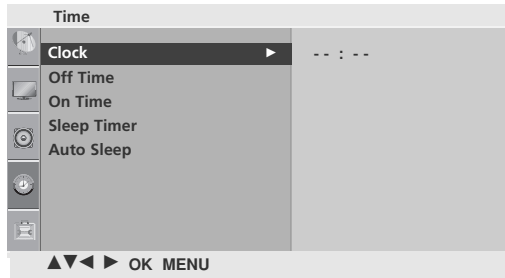 Time
Clock ► - - : - -
Off Time
On Time
Sleep Timer
Auto Sleep
▲▼◄ ► OK MENU